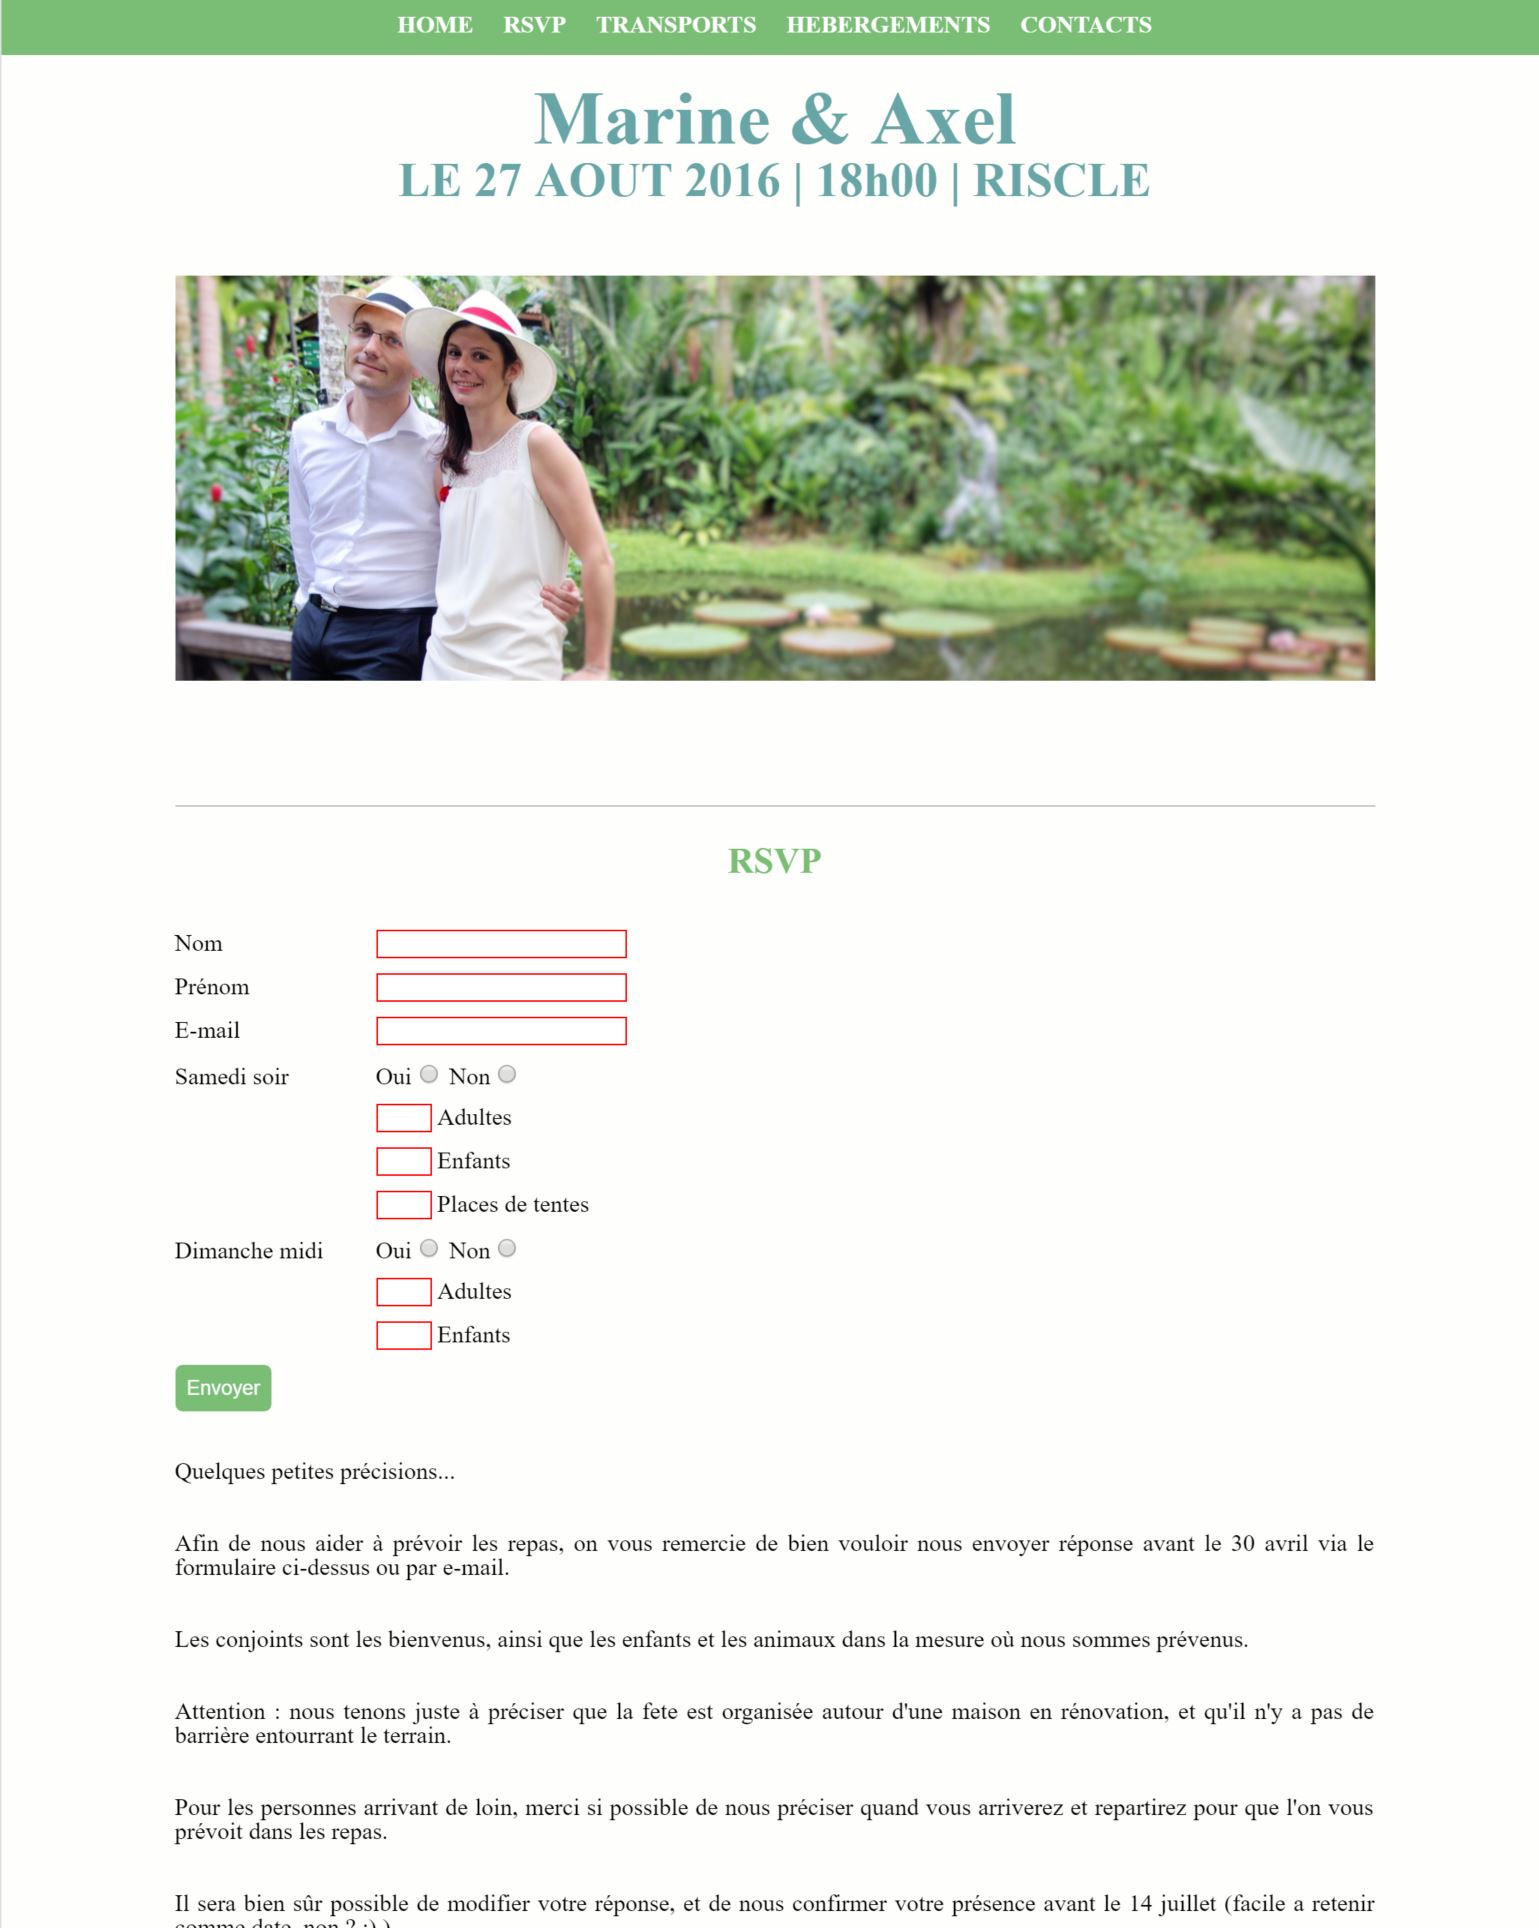 HOME RSVP TRANSPORTS HEBERGEMENTS CONTACTS
Marine & Axel
LE 27 AOUT 2016 | 18h00 | RISCLE
RSVP
Nom
Prénom
E-mail
Samedi soir Oui Non
Adultes
Enfants
Places de tentes
Dimanche midi Oui Non
Adultes
Enfants
Envoyer
Quelques petites précisions...
Afin de nous aider à prévoir les repas, on vous remercie de bien vouloir nous envoyer réponse avant le 30 avril via le
formulaire ci-dessus ou par e-mail.
Les conjoints sont les bienvenus, ainsi que les enfants et les animaux dans la mesure où nous sommes prévenus.
Attention : nous tenons juste à préciser que la fete est organisée autour d'une maison en rénovation, et qu'il n'y a pas de
barrière entourrant le terrain.
Pour les personnes arrivant de loin, merci si possible de nous préciser quand vous arriverez et repartirez pour que l'on vous
prévoit dans les repas.
Il sera bien sûr possible de modifier votre réponse, et de nous confirmer votre présence avant le 14 juillet (facile a retenir
comme date, non ? ;) )